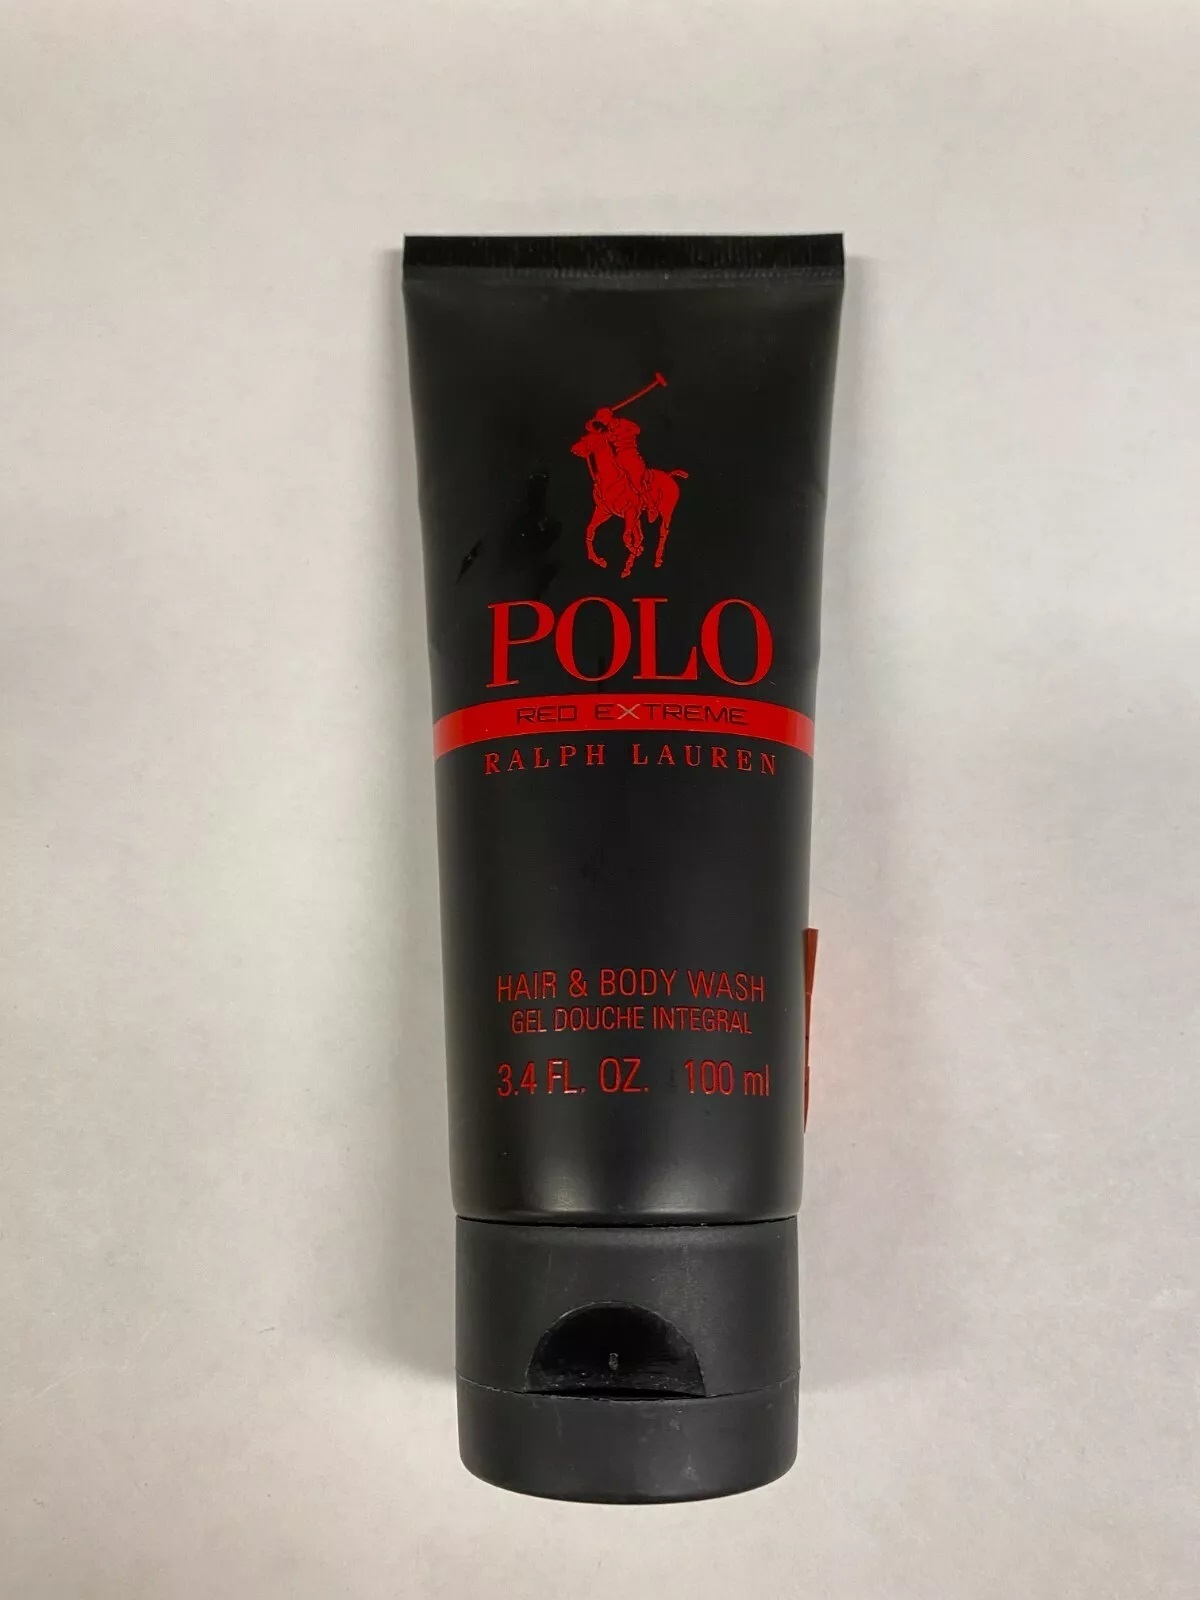 POLO
RED EXTREME
RALPH LAUREN
HAIR & BODY WASH
GEL DOUCHE INTEGRAL
3.4 FL. OZ. 100 ml